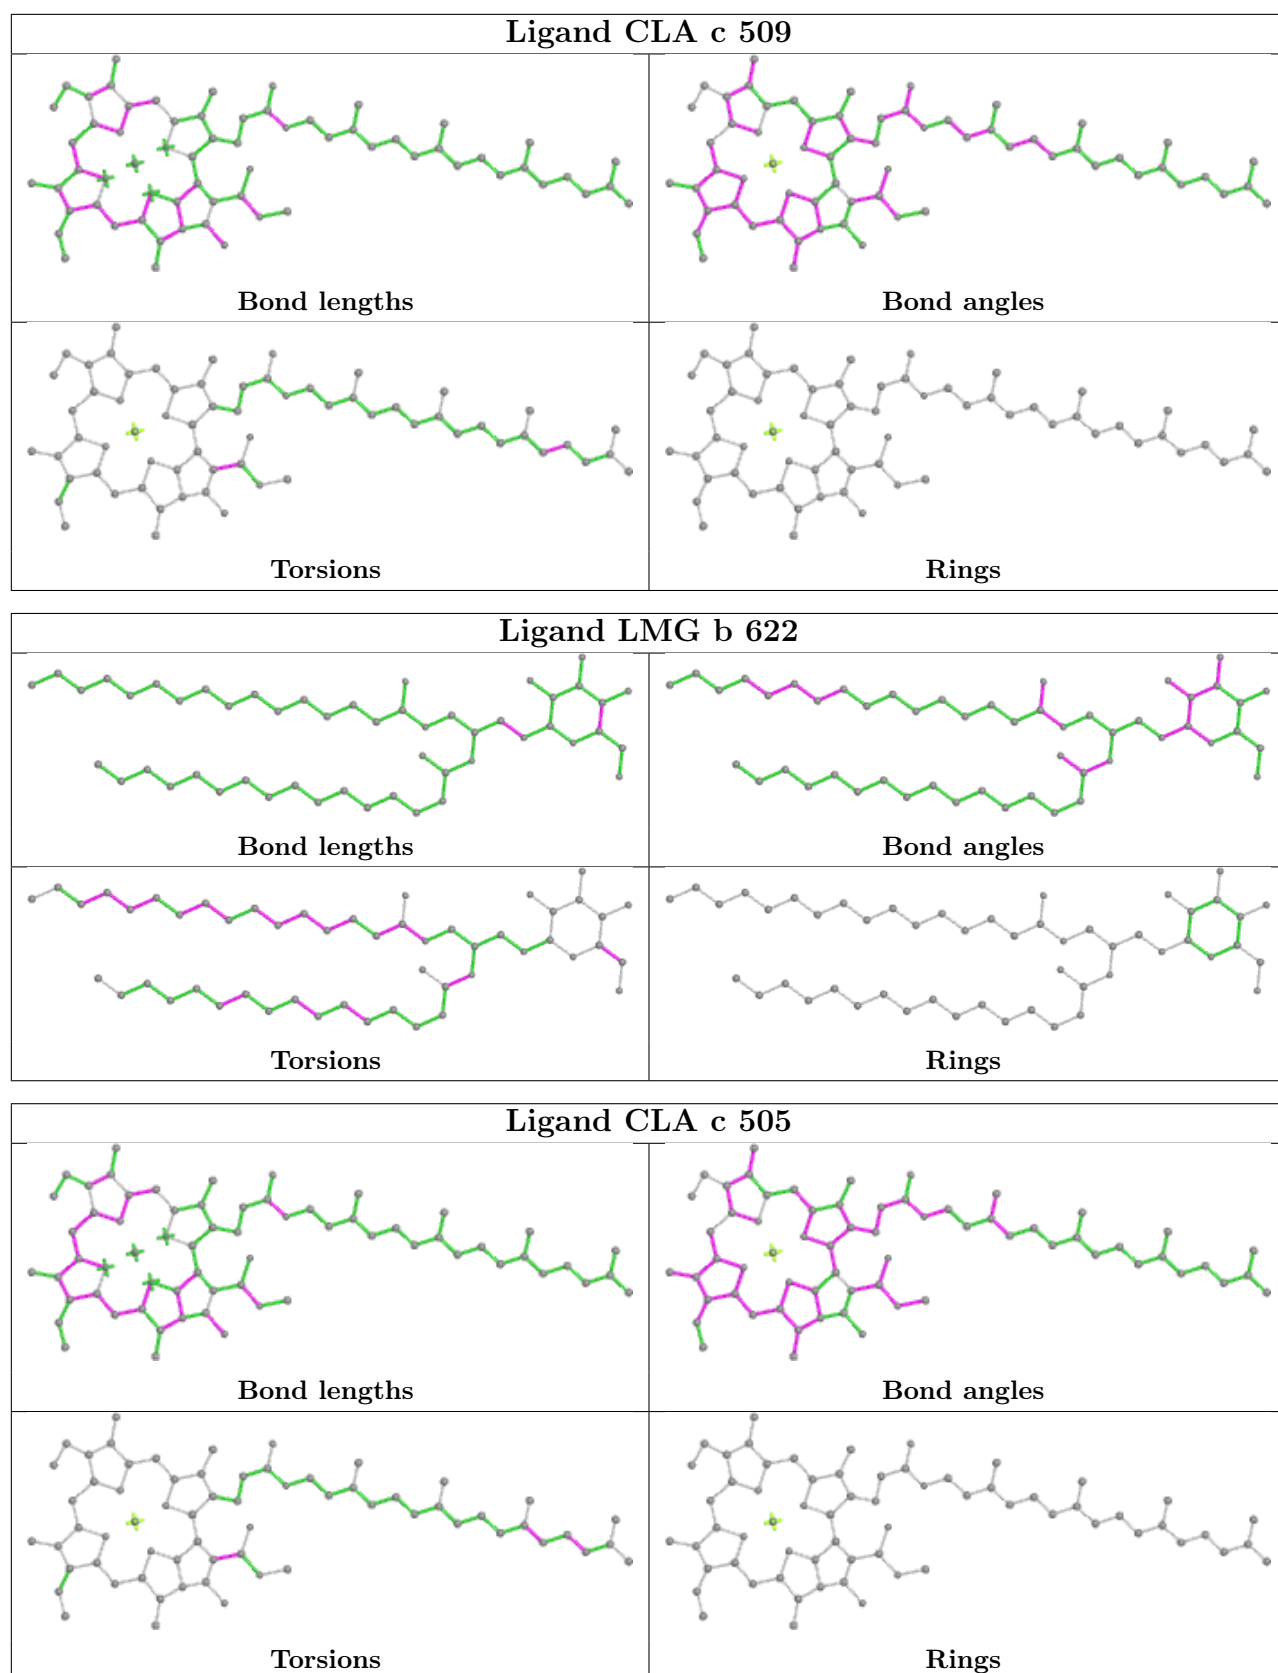 Ligand CLA c 509
Bond lengths
Bond angles
Torsions
Rings
Ligand LMG b 622
Bond lengths
Bond angles
Torsions
Rings
Ligand CLA c 505
Bond lengths
Bond angles
Torsions
Rings